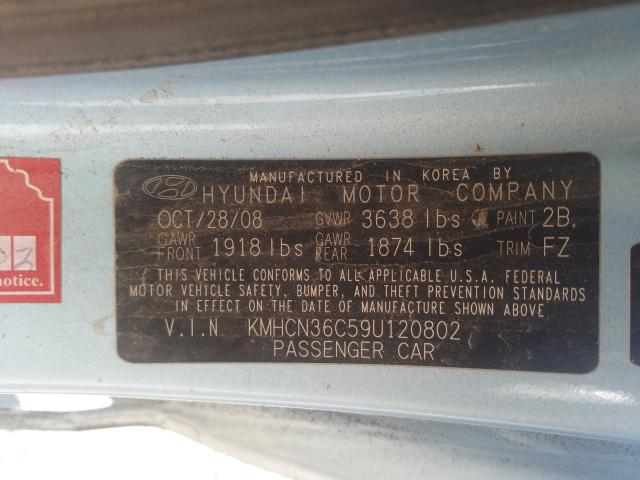 MANUFACTURED IN KOREA BY
HYUNDAI MOTOR COMPANY
OCT/28/08 GVWR 3638 lbs PAINT 2B.
GAWR FRONT 1918 lbs GAWR REAR 1874 lbs TRIM FZ
THIS VEHICLE CONFORMS TO ALL APPLICABLE U.S.A. FEDERAL
MOTOR VEHICLE SAFETY, BUMPER, AND THEFT PREVENTION STANDARDS
IN EFFECT ON THE DATE OF MANUFACTURE SHOWN ABOVE.
V.I.N KMHCN36C59U120802
PASSENGER CAR
notice.